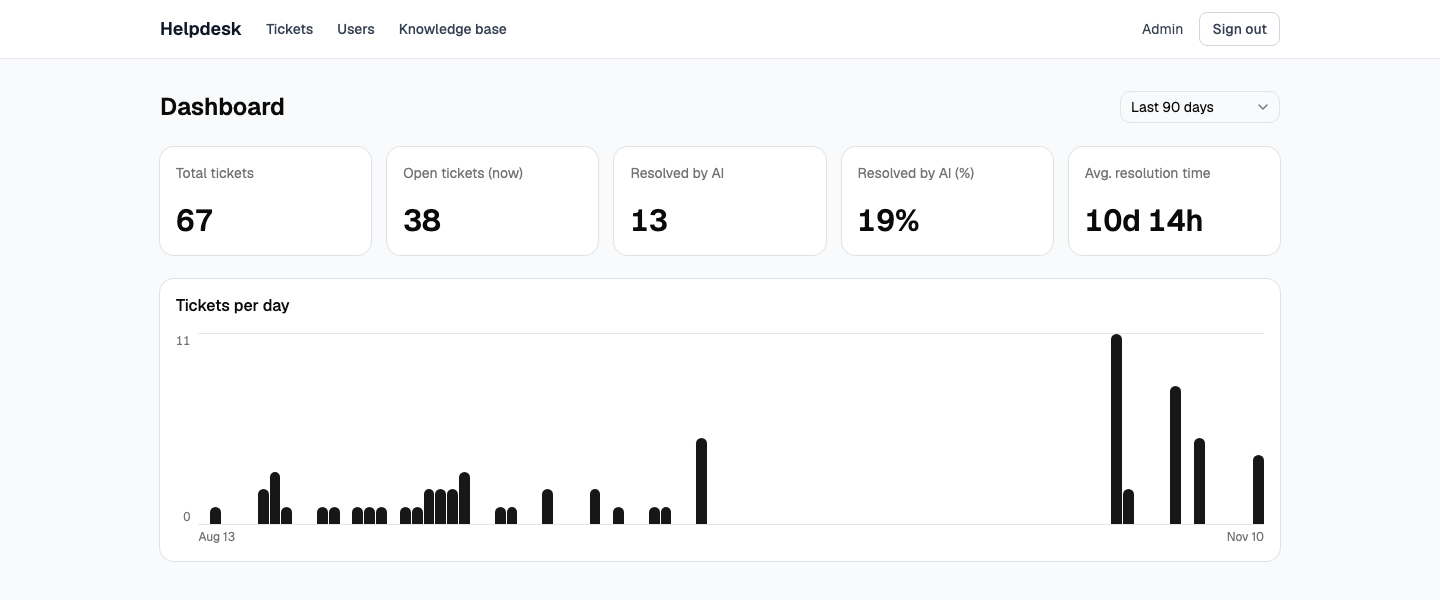 Helpdesk Tickets Users Knowledge base Admin Sign out
Dashboard Last 90 days
Total tickets Open tickets (now) Resolved by AI Resolved by AI (%) Avg. resolution time
67 38 13 19% 10d 14h
Tickets per day
11
0
Aug 13 Nov 10